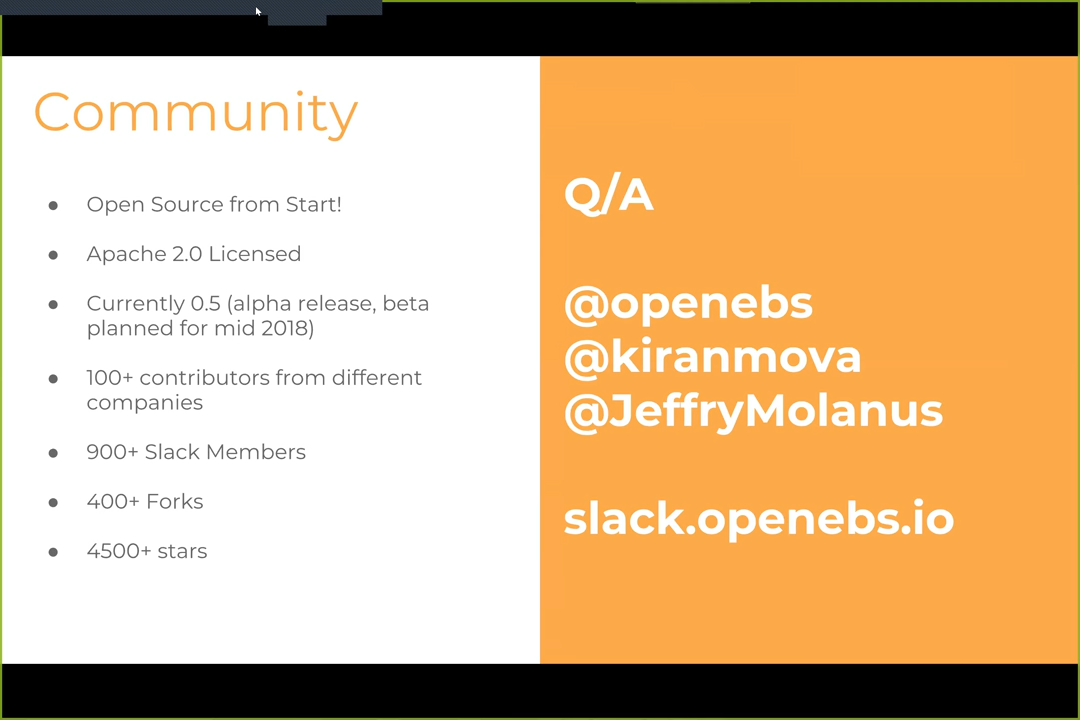 Community
● Open Source from Start!
● Apache 2.0 Licensed
● Currently 0.5 (alpha release, beta
planned for mid 2018)
● 100+ contributors from different
companies
● 900+ Slack Members
● 400+ Forks
● 4500+ stars
Q/A
@openebs
@kiranmova
@JeffryMolanus
slack.openebs.io